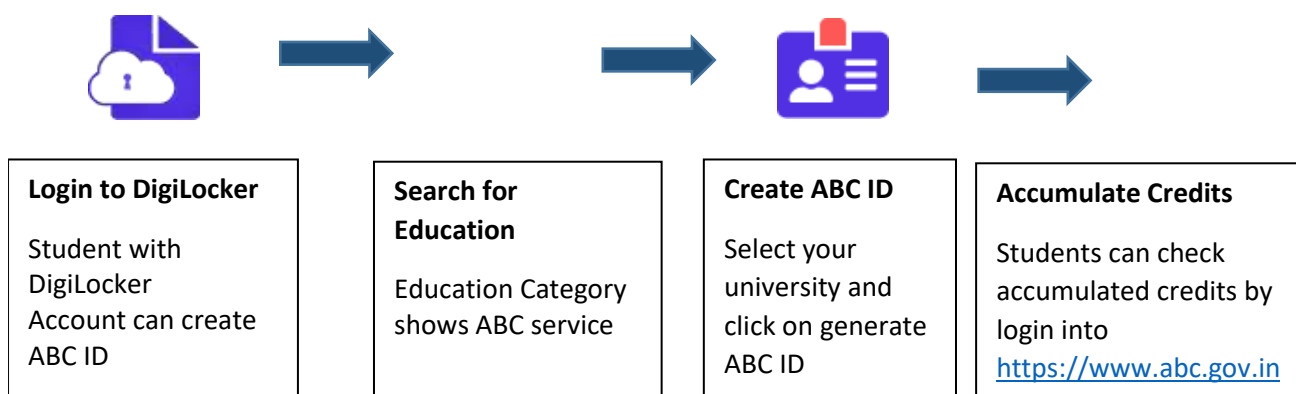 Login to DigiLocker
Student with
DigiLocker
Account can create
ABC ID
Search for
Education
Education Category
shows ABC service
Create ABC ID
Select your
university and
click on generate
ABC ID
Accumulate Credits
Students can check
accumulated credits by
login into
https://www.abc.gov.in